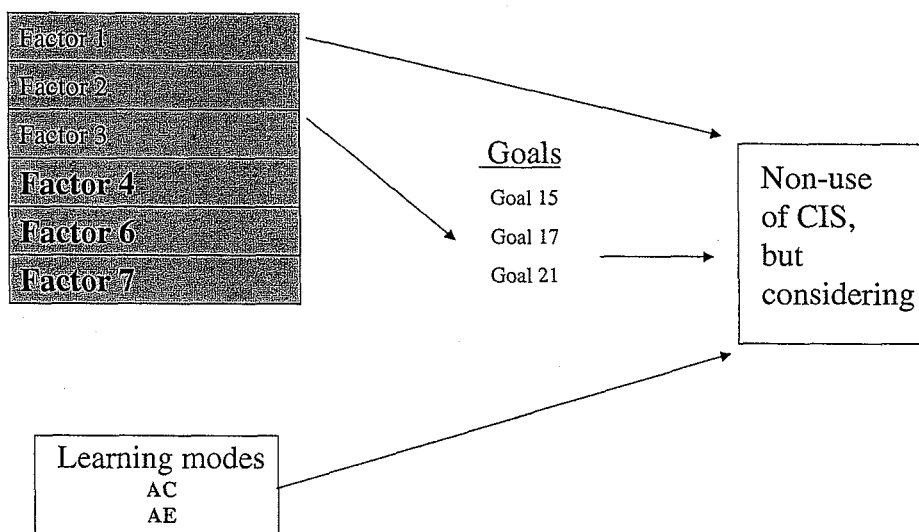 Factor 1
Factor 2
Factor 3
Factor 4
Factor 6
Factor 7
Goals
Goal 15
Goal 17
Goal 21
Non-use
of CIS,
but
considering
Learning modes
AC
AE